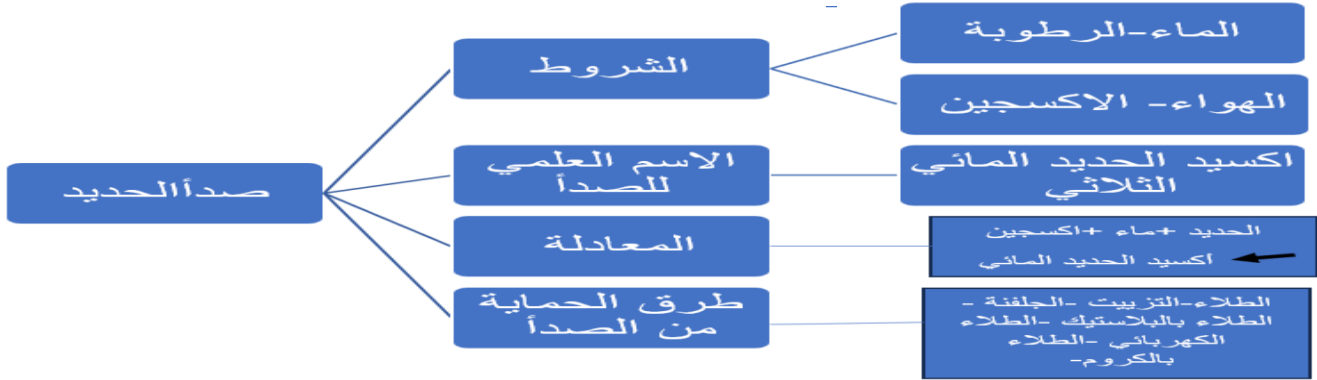 صدأالحديد
الشروط
الماء-الرطوبة
الهواء- الاكسجين
الاسم العلمي
للصدأ
اكسيد الحديد المائي
الثلاثي
المعادلة
الحديد +ماء +اكسجين
أكسيد الحديد المائي
طرق الحماية
من الصدأ
الطلاء-التزييت -الجلفنة -
الطلاء بالبلاستيك -الطلاء
الكهربائي -الطلاء
بالكروم-